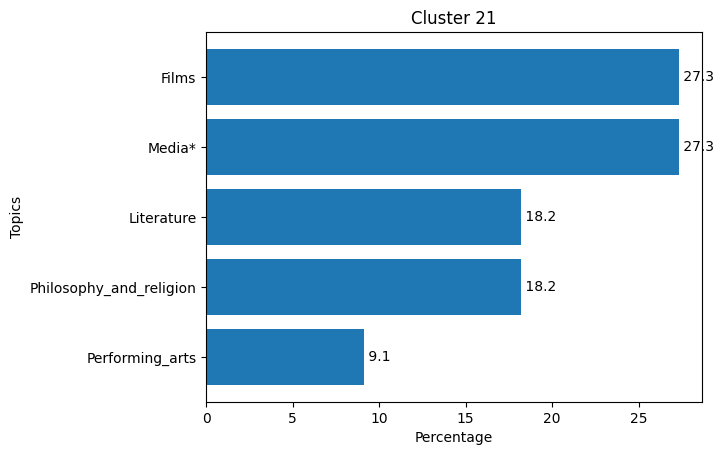 Cluster 21
Films
27.3
Media*
27.3
Literature
18.2
Philosophy_and_religion
18.2
Performing_arts
9.1
Topics
0 5 10 15 20 25
Percentage